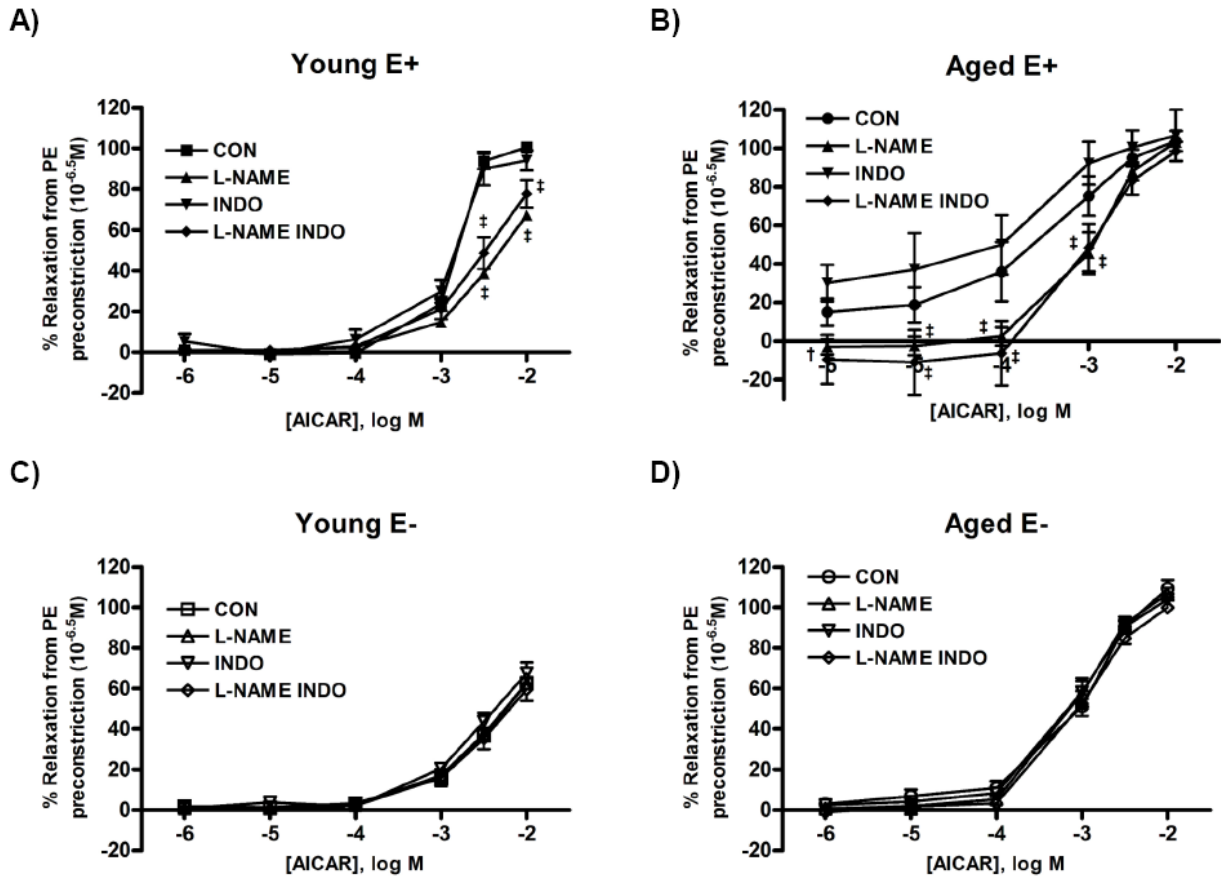 A)
Young E+
% Relaxation from PE
preconstriction (10-6.5M)
120
100
80
60
40
20
0
-20
CON
L-NAME
INDO
L-NAME INDO
‡
‡
‡
‡
-6
-5
-4
-3
-2
[AICAR], log M
B)
Aged E+
% Relaxation from PE
preconstriction (10-6.5M)
120
100
80
60
40
20
0
-20
CON
L-NAME
INDO
L-NAME INDO
‡
‡
‡
‡
†
‡
‡
-6
-5
-4
-3
-2
[AICAR], log M
C)
Young E-
% Relaxation from PE
preconstriction (10-6.5M)
120
100
80
60
40
20
0
-20
CON
L-NAME
INDO
L-NAME INDO
-6
-5
-4
-3
-2
[AICAR], log M
D)
Aged E-
% Relaxation from PE
preconstriction (10-6.5M)
120
100
80
60
40
20
0
-20
CON
L-NAME
INDO
L-NAME INDO
-6
-5
-4
-3
-2
[AICAR], log M